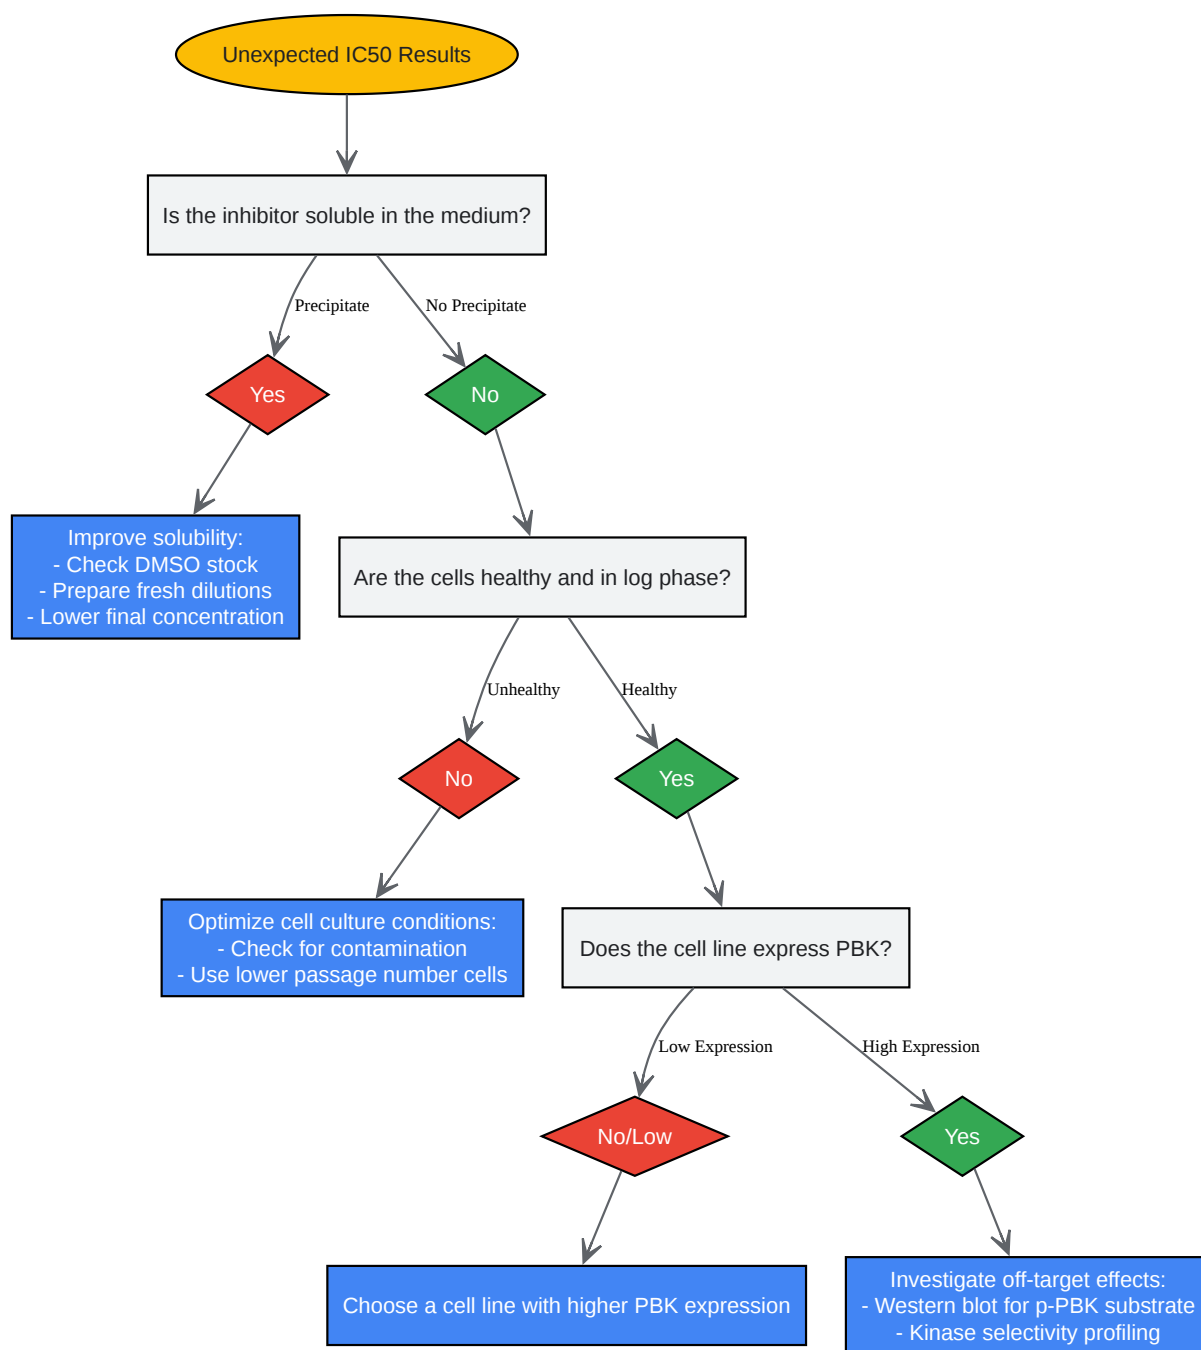 Unexpected IC50 Results
Is the inhibitor soluble in the medium?
Precipitate
No Precipitate
Yes
No
Improve solubility:
- Check DMSO stock
- Prepare fresh dilutions
- Lower final concentration
Are the cells healthy and in log phase?
Unhealthy
Healthy
No
Yes
Optimize cell culture conditions:
- Check for contamination
- Use lower passage number cells
Does the cell line express PBK?
Low Expression
High Expression
No/Low
Yes
Choose a cell line with higher PBK expression
Investigate off-target effects:
- Western blot for p-PBK substrate
- Kinase selectivity profiling